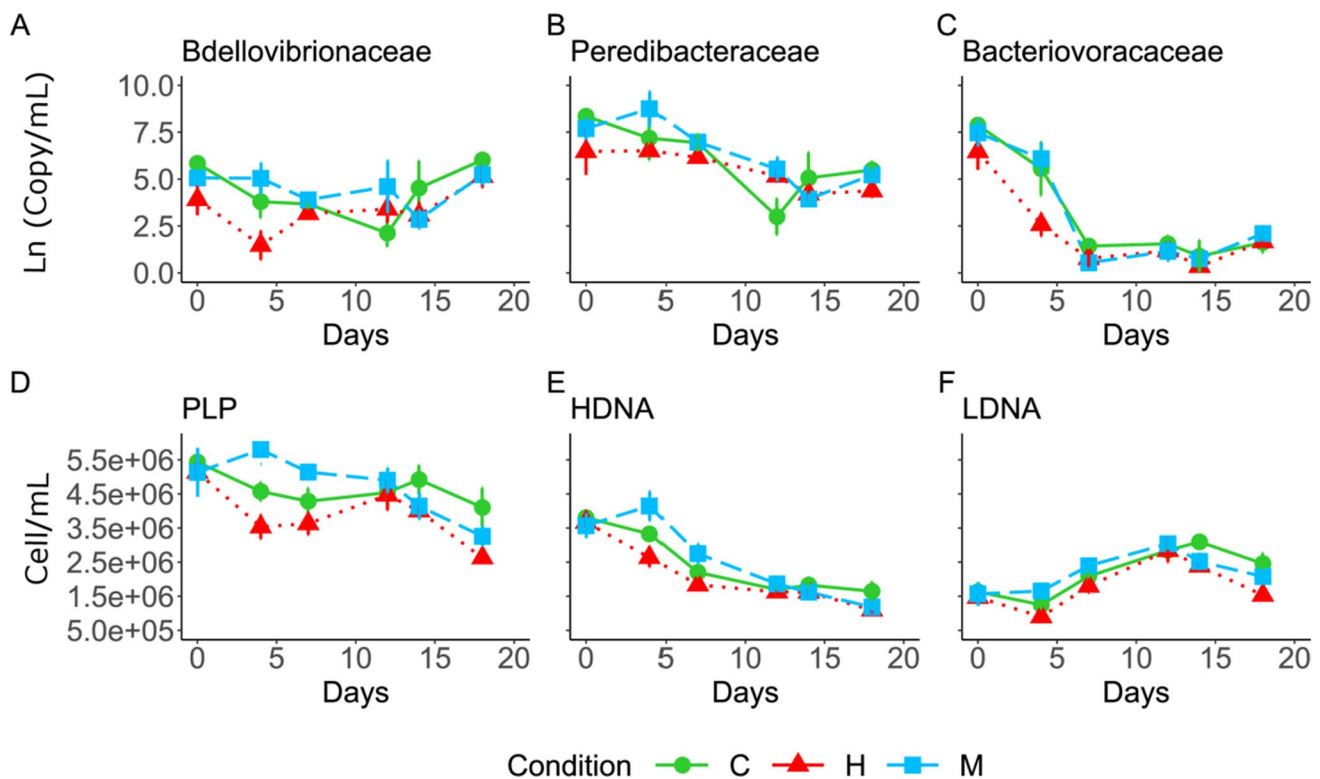 A B C
Bdellovibrionaceae Peredibacteraceae Bacteriovoracaceae
Ln (Copy/mL)
10.0
7.5
5.0
2.5
0.0
0 5 10 15 20 0 5 10 15 20 0 5 10 15 20
Days Days Days
D E F
PLP HDNA LDNA
Cell/mL
5.5e+06
4.5e+06
3.5e+06
2.5e+06
1.5e+06
5.0e+05
0 5 10 15 20 0 5 10 15 20 0 5 10 15 20
Days Days Days
Condition C H M